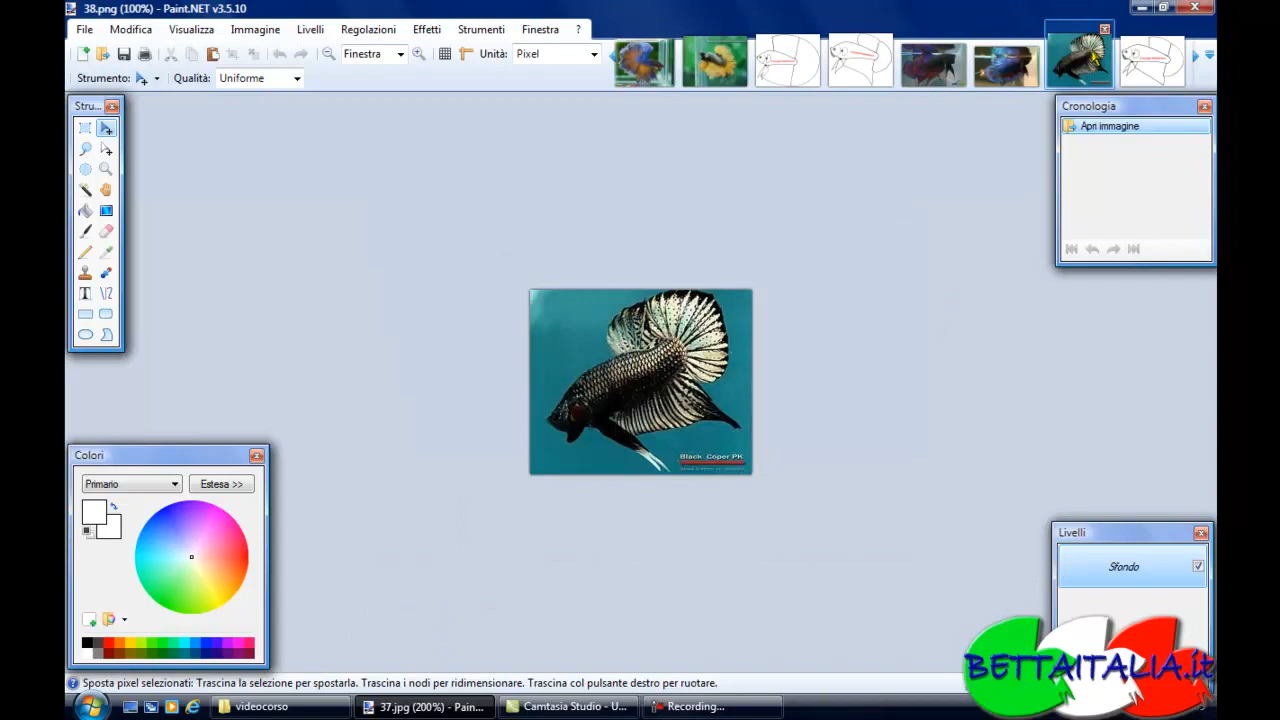 38.png (100%) - Paint.NET v3.5.10
File Modifica Visualizza Immagine Livelli Regolazioni Effetti Strumenti Finestra ?
Finestra Unità: Pixel
Strumento: Qualità: Uniforme
Stru...
Cronologia
Apri immagine
Black Coper PK
Colori
Primario Estesa >>
Livelli
Sfondo
BETTAITALIA.it
Sposta pixel selezionati: Trascina la selezione per spostarla. Trascina i nodi per ridimensionare. Trascina col pulsante destro per ruotare.
videocorso 37.jpg (200%) - Pain... Camtasia Studio - U... Recording...